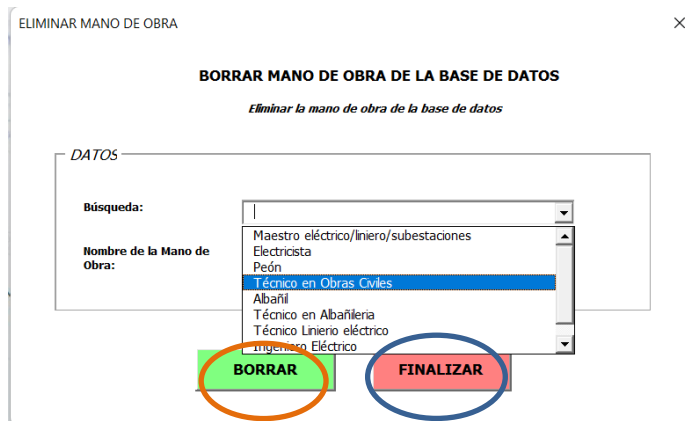 ELIMINAR MANO DE OBRA
BORRAR MANO DE OBRA DE LA BASE DE DATOS
Eliminar la mano de obra de la base de datos
DATOS
Búsqueda:
Maestro eléctrico/liniero/subestaciones
Electricista
Nombre de la Mano de
Obra:
Peón
Técnico en Obras Civiles
Albañil
Técnico en Albañileria
Técnico Linierio eléctrico
Ingeniero Eléctrico
BORRAR
FINALIZAR